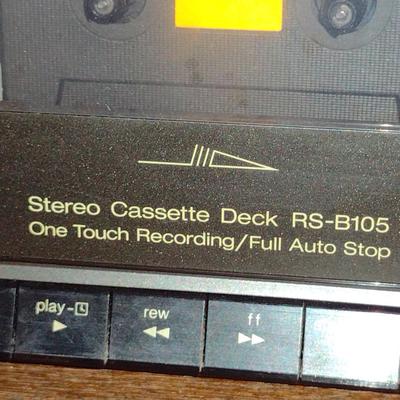 Stereo Cassette Deck RS-B105
One Touch Recording/Full Auto Stop
play- rew ff